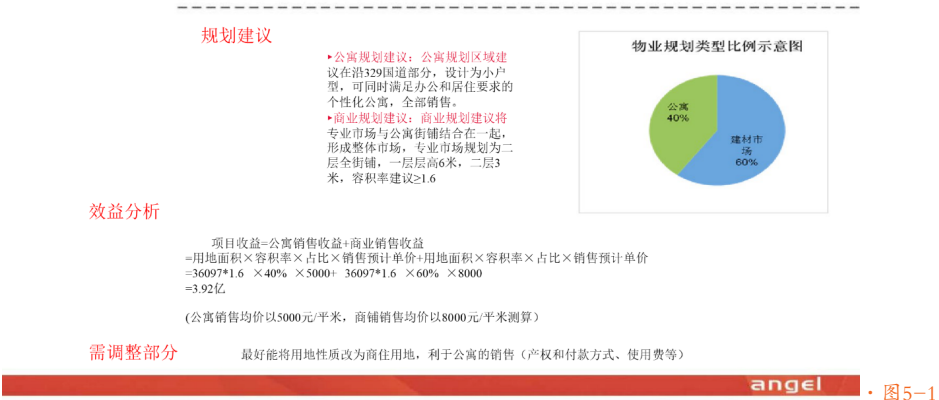 规划建议
▸公寓规划建议：公寓规划区域建
议在沿329国道部分，设计为小户
型，可同时满足办公和居住要求的
个性化公寓，全部销售。
▸商业规划建议：商业规划建议将
专业市场与公寓街铺结合在一起，
形成整体市场，专业市场规划为二
层全街铺，一层层高6米，二层3
米，容积率建议≥1.6
物业规划类型比例示意图
公寓
40%
建材市
场
60%
效益分析
项目收益=公寓销售收益+商业销售收益
=用地面积×容积率×占比×销售预计单价+用地面积×容积率×占比×销售预计单价
=36097*1.6 ×40% ×5000+ 36097*1.6 ×60% ×8000
=3.92亿
(公寓销售均价以5000元/平米，商铺销售均价以8000元/平米测算）
需调整部分
最好能将用地性质改为商住用地，利于公寓的销售（产权和付款方式、使用费等）
angel
·图5-1